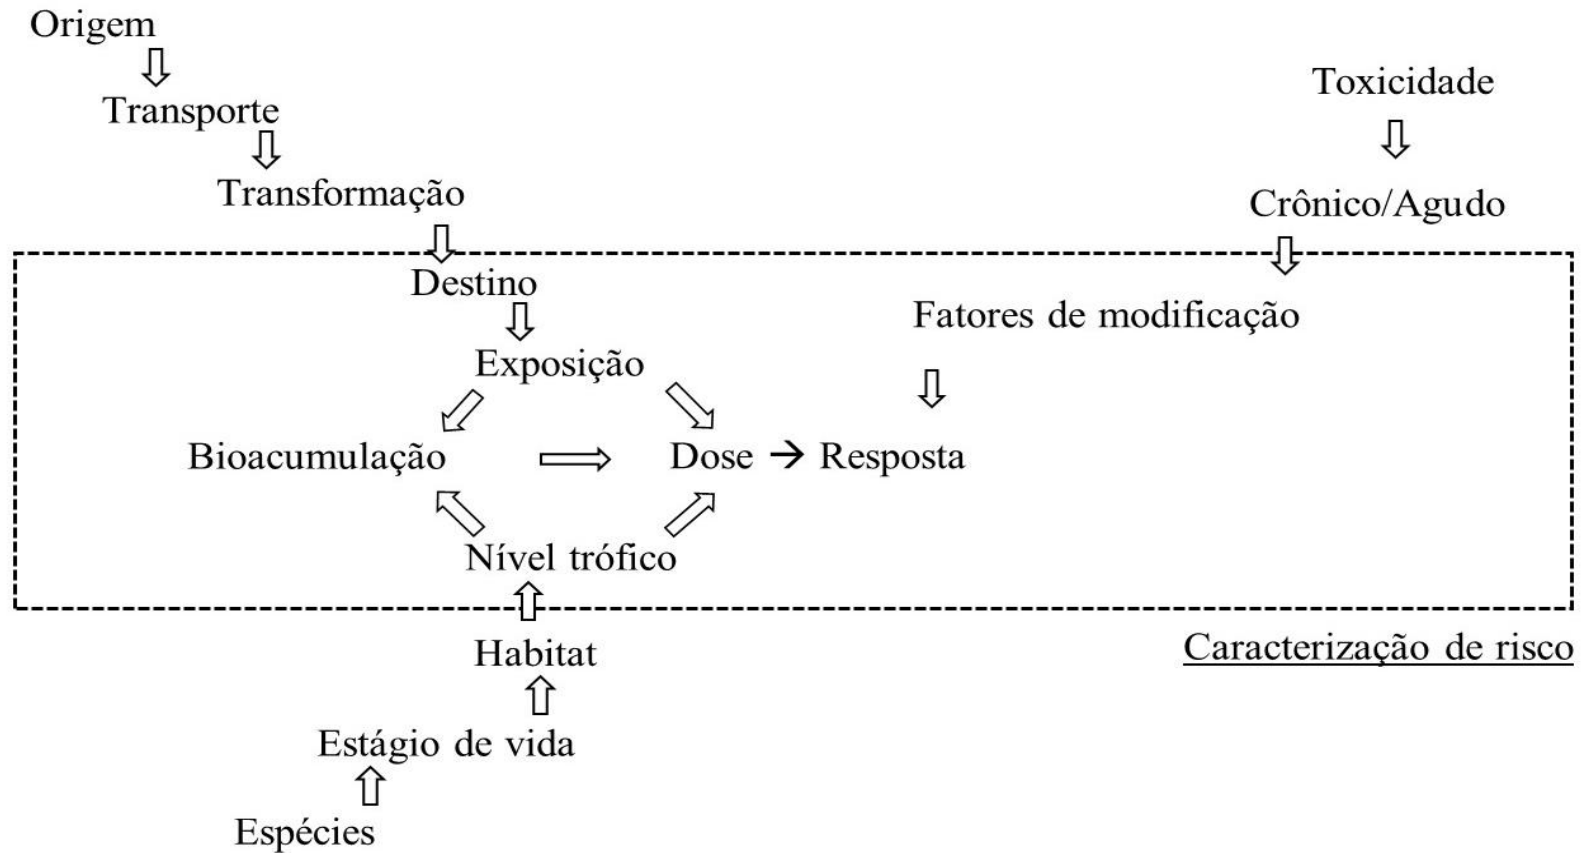 Origem
Toxicidade
Transporte
Transformação
Crônico/Agudo
Destino
Fatores de modificação
Exposição
Bioacumulação
Dose → Resposta
Nível trófico
Habitat
Caracterização de risco
Estágio de vida
Espécies